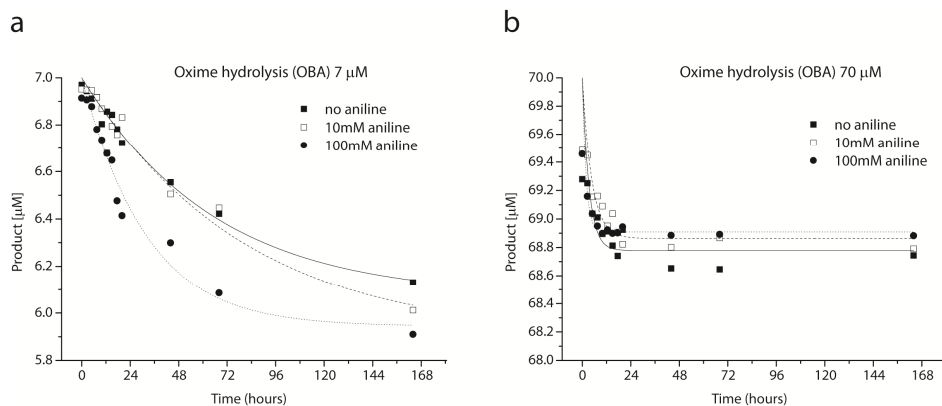 a
Oxime hydrolysis (OBA) 7 μM
no aniline
10mM aniline
100mM aniline
Product [μM]
7.0
6.8
6.6
6.4
6.2
6.0
5.8
0 24 48 72 96 120 144 168
Time (hours)
b
Oxime hydrolysis (OBA) 70 μM
no aniline
10mM aniline
100mM aniline
Product [μM]
70.0
69.6
69.4
69.2
69.0
68.8
68.6
68.4
68.2
68.0
0 24 48 72 96 120 144 168
Time (hours)